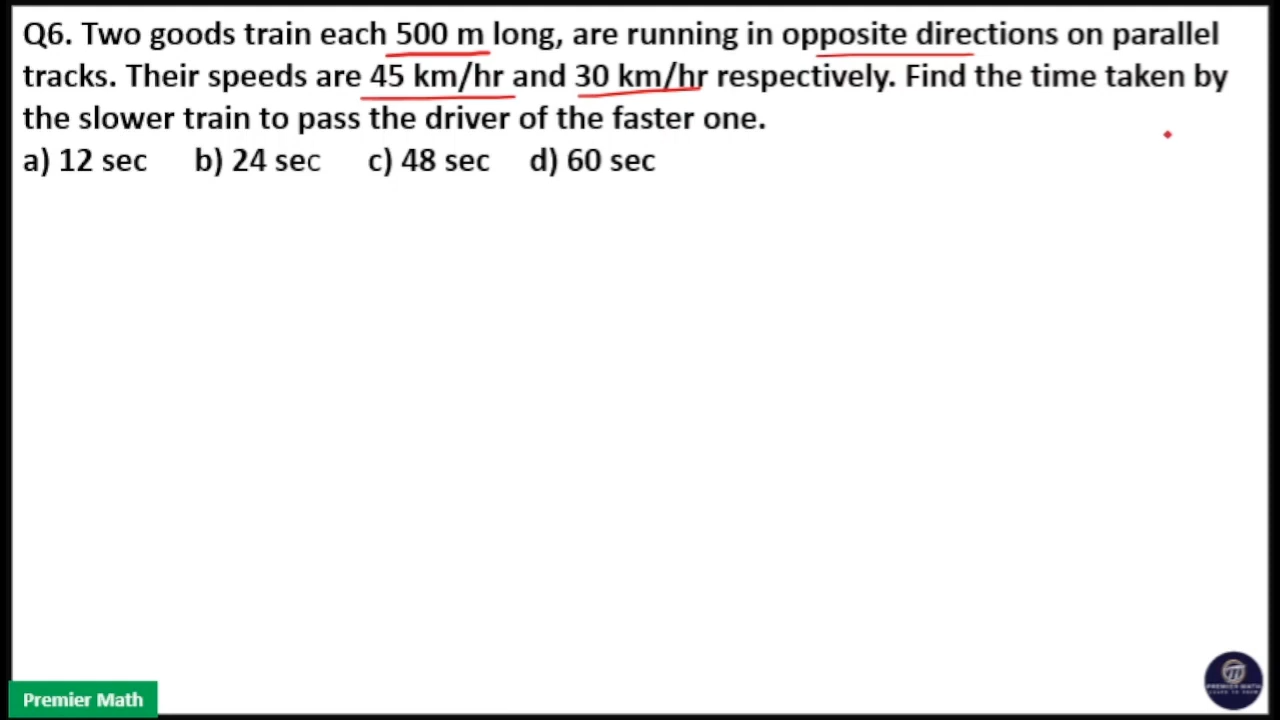 Q6. Two goods train each 500 m long, are running in opposite directions on parallel
tracks. Their speeds are 45 km/hr and 30 km/hr respectively. Find the time taken by
the slower train to pass the driver of the faster one.
a) 12 sec b) 24 sec c) 48 sec d) 60 sec
Premier Math
PREMIER MATH